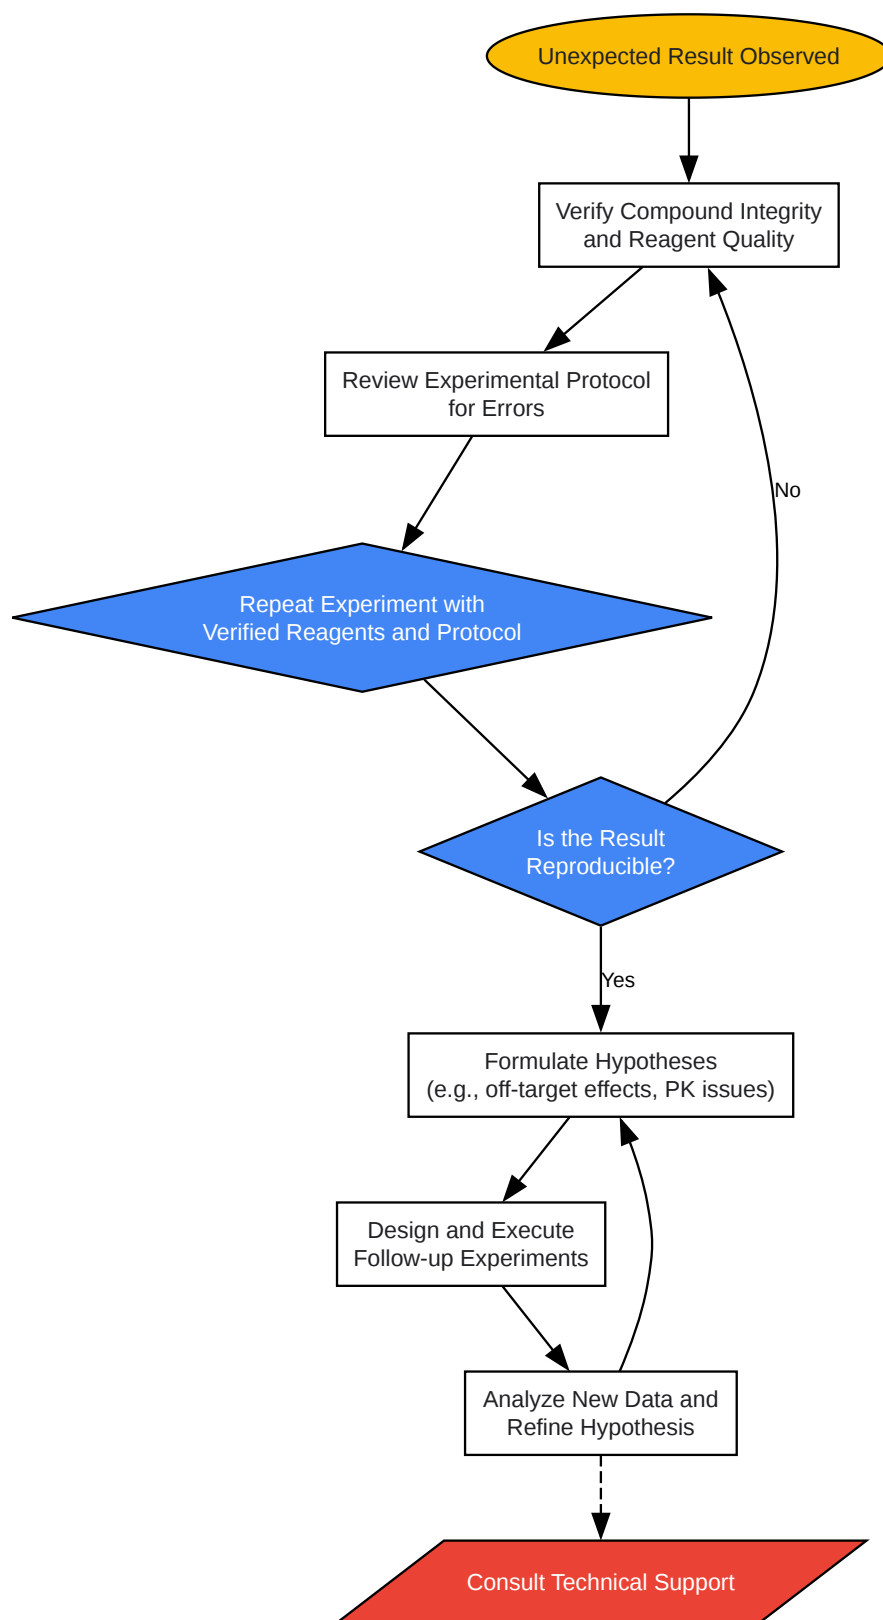 Unexpected Result Observed
Verify Compound Integrity
and Reagent Quality
Review Experimental Protocol
for Errors
No
Repeat Experiment with
Verified Reagents and Protocol
Is the Result
Reproducible?
Yes
Formulate Hypotheses
(e.g., off-target effects, PK issues)
Design and Execute
Follow-up Experiments
Analyze New Data and
Refine Hypothesis
Consult Technical Support